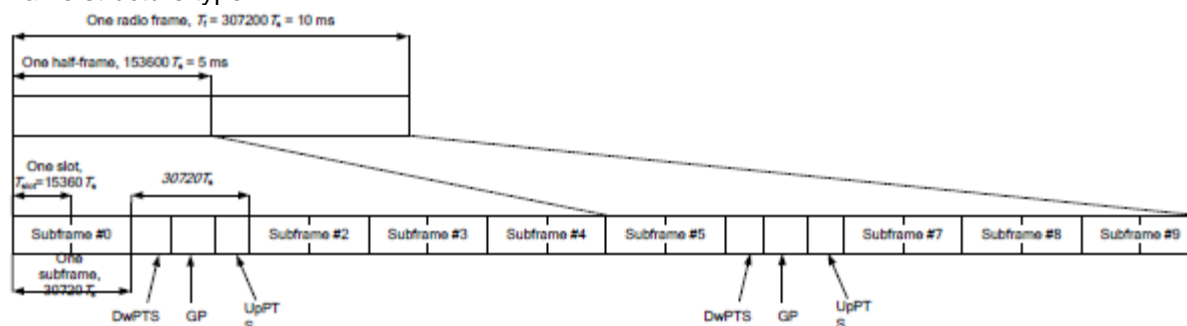 One radio frame, Tf = 307200 Ts = 10 ms
One half-frame, 153600 Ts = 5 ms
One slot,
Tslot=15360 Ts
30720Ts
Subframe #0
Subframe #2
Subframe #3
Subframe #4
Subframe #5
Subframe #7
Subframe #8
Subframe #9
One
subframe,
30720Ts
DwPTS
GP
UpPT
S
DwPTS
GP
UpPT
S